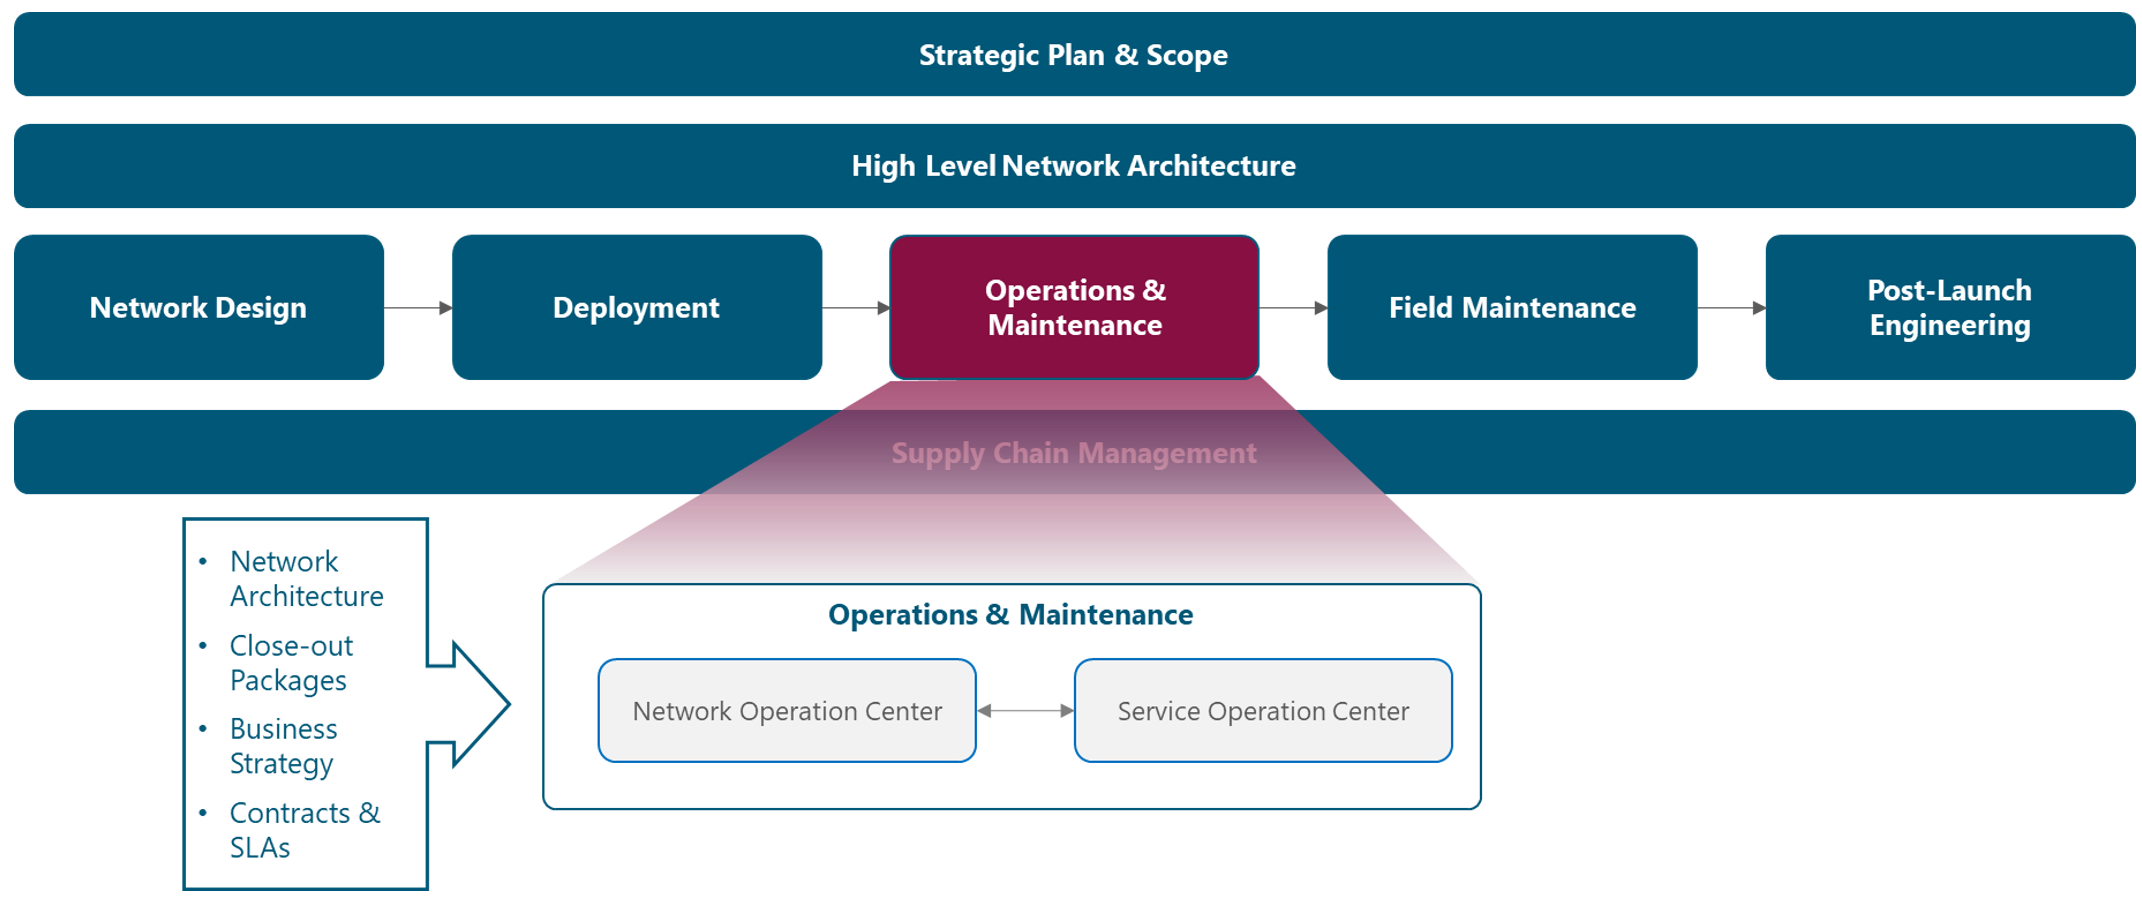 Strategic Plan & Scope
High Level Network Architecture
Network Design
Deployment
Operations &
Maintenance
Field Maintenance
Post-Launch
Engineering
Supply Chain Management
• Network
Architecture
• Close-out
Packages
• Business
Strategy
• Contracts &
SLAs
Operations & Maintenance
Network Operation Center
Service Operation Center